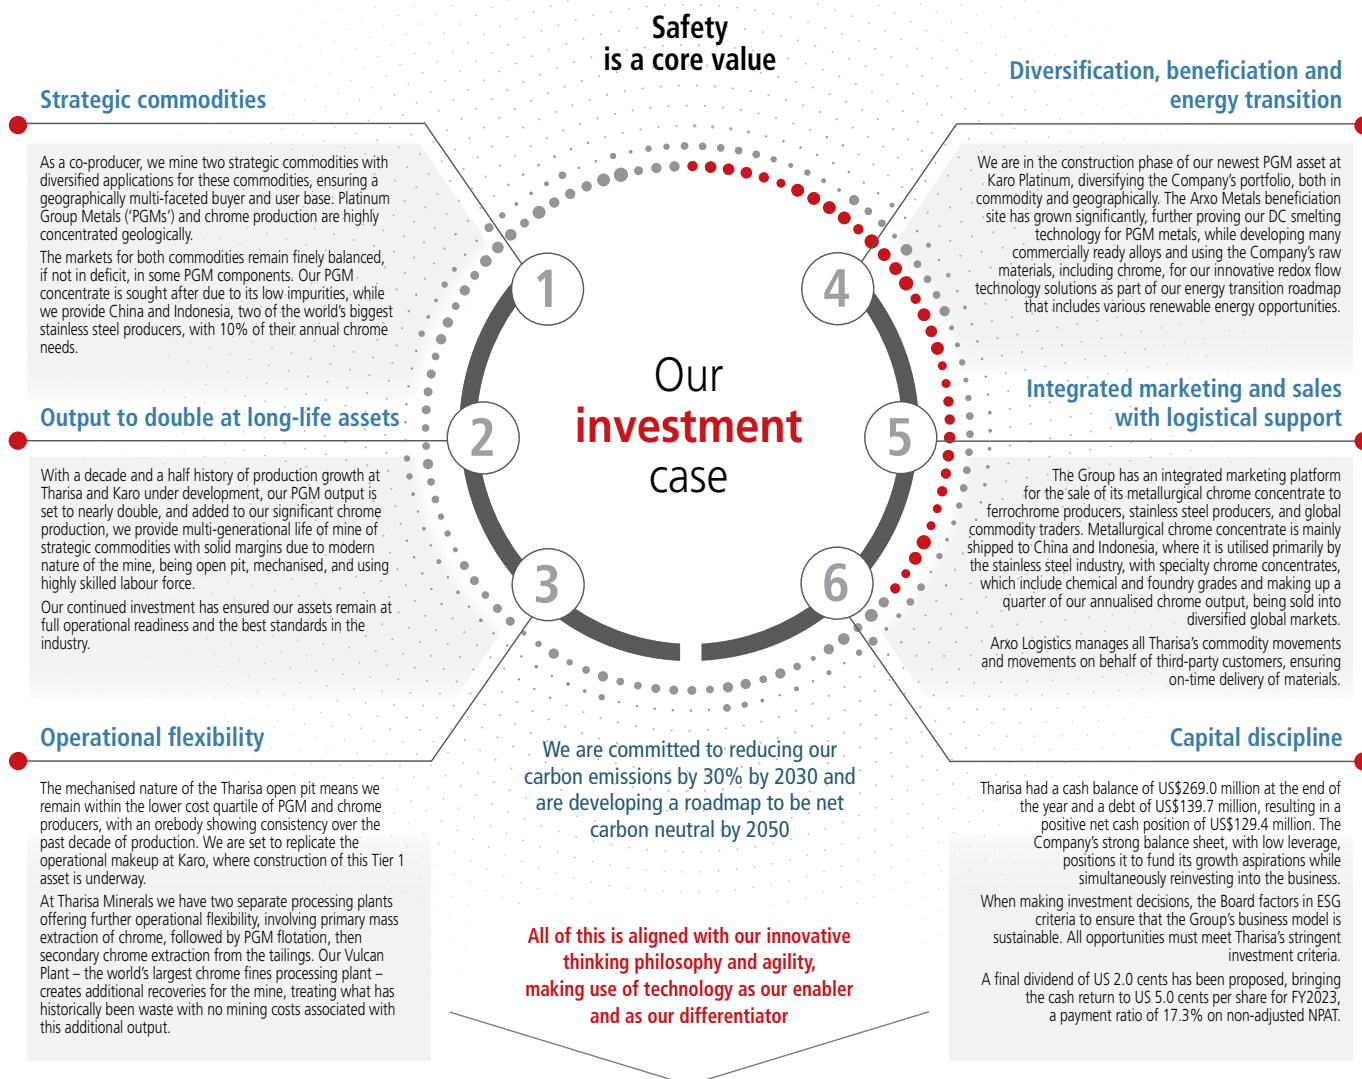 Safety
is a core value
Strategic commodities
As a co-producer, we mine two strategic commodities with
diversified applications for these commodities, ensuring a
geographically multi-faceted buyer and user base. Platinum
Group Metals (‘PGMs’) and chrome production are highly
concentrated geologically.
The markets for both commodities remain finely balanced,
if not in deficit, in some PGM components. Our PGM
concentrate is sought after due to its low impurities, while
we provide China and Indonesia, two of the world’s biggest
stainless steel producers, with 10% of their annual chrome
needs.
Output to double at long-life assets
With a decade and a half history of production growth at
Tharisa and Karo under development, our PGM output is
set to nearly double, and added to our significant chrome
production, we provide multi-generational life of mine of
strategic commodities with solid margins due to modern
nature of the mine, being open pit, mechanised, and using
highly skilled labour force.
Our continued investment has ensured our assets remain at
full operational readiness and the best standards in the
industry.
Operational flexibility
The mechanised nature of the Tharisa open pit means we
remain within the lower cost quartile of PGM and chrome
producers, with an orebody showing consistency over the
past decade of production. We are set to replicate the
operational makeup at Karo, where construction of this Tier 1
asset is underway.
At Tharisa Minerals we have two separate processing plants
offering further operational flexibility, involving primary mass
extraction of chrome, followed by PGM flotation, then
secondary chrome extraction from the tailings. Our Vulcan
Plant – the world’s largest chrome fines processing plant –
creates additional recoveries for the mine, treating what has
historically been waste with no mining costs associated with
this additional output.
1
2
3
Our
investment
case
4
5
6
We are committed to reducing our
carbon emissions by 30% by 2030 and
are developing a roadmap to be net
carbon neutral by 2050
All of this is aligned with our innovative
thinking philosophy and agility,
making use of technology as our enabler
and as our differentiator
Diversification, beneficiation and
energy transition
We are in the construction phase of our newest PGM asset at
Karo Platinum, diversifying the Company’s portfolio, both in
commodity and geographically. The Arxo Metals beneficiation
site has grown significantly, further proving our DC smelting
technology for PGM metals, while developing many
commercially ready alloys and using the Company’s raw
materials, including chrome, for our innovative redox flow
technology solutions as part of our energy transition roadmap
that includes various renewable energy opportunities.
Integrated marketing and sales
with logistical support
The Group has an integrated marketing platform
for the sale of its metallurgical chrome concentrate to
ferrochrome producers, stainless steel producers, and global
commodity traders. Metallurgical chrome concentrate is mainly
shipped to China and Indonesia, where it is utilised primarily by
the stainless steel industry, with specialty chrome concentrates,
which include chemical and foundry grades and making up a
quarter of our annualised chrome output, being sold into
diversified global markets.
Arxo Logistics manages all Tharisa’s commodity movements
and movements on behalf of third-party customers, ensuring
on-time delivery of materials.
Capital discipline
Tharisa had a cash balance of US$269.0 million at the end of
the year and a debt of US$139.7 million, resulting in a
positive net cash position of US$129.4 million. The
Company’s strong balance sheet, with low leverage,
positions it to fund its growth aspirations while
simultaneously reinvesting into the business.
When making investment decisions, the Board factors in ESG
criteria to ensure that the Group’s business model is
sustainable. All opportunities must meet Tharisa’s stringent
investment criteria.
A final dividend of US 2.0 cents has been proposed, bringing
the cash return to US 5.0 cents per share for FY2023,
a payment ratio of 17.3% on non-adjusted NPAT.